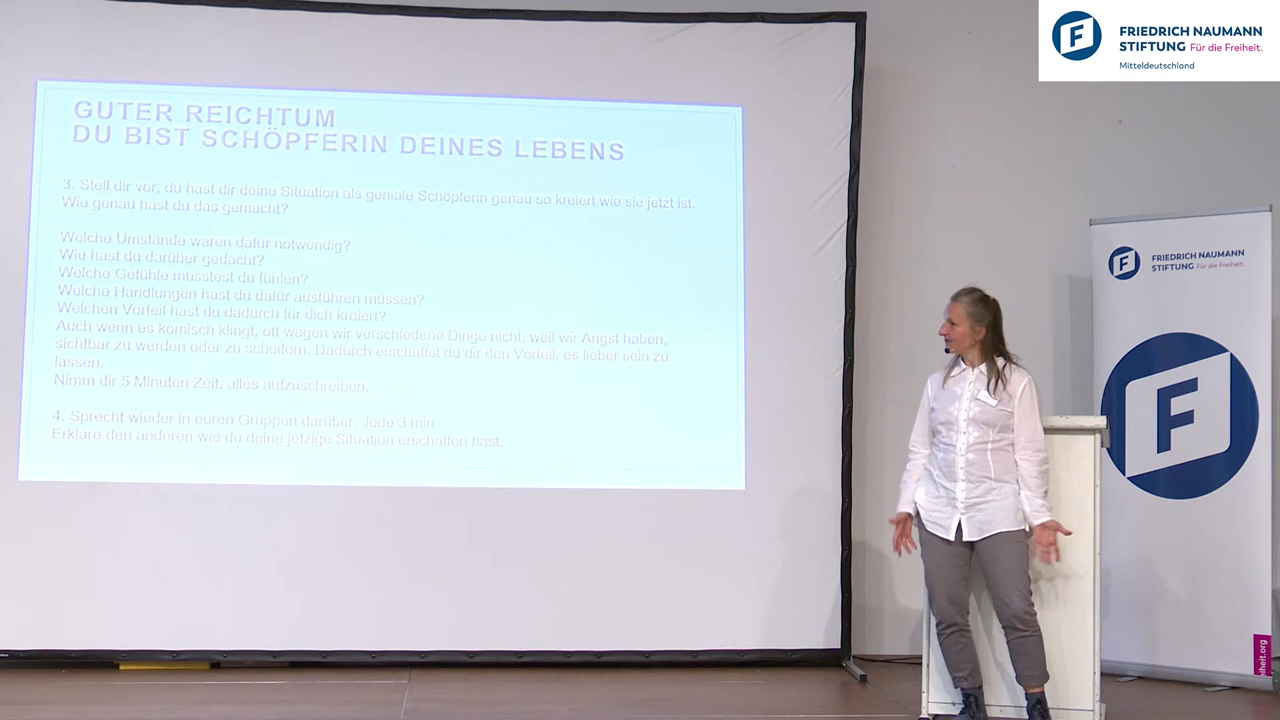 GUTER REICHTUM
DU BIST SCHÖPFERIN DEINES LEBENS
3. Stell dir vor, du hast dir deine Situation als geniale Schöpferin genau so kreiert wie sie jetzt ist.
Wie genau hast du das gemacht?
Welche Umstände waren dafür notwendig?
Wie hast du darüber gedacht?
Welche Gefühle musstest du fühlen?
Welche Handlungen hast du dafür ausführen müssen?
Welchen Vorteil hast du dadurch für dich kreiert?
Auch wenn es komisch klingt, oft wagen wir verschiedene Dinge nicht, weil wir Angst haben,
sichtbar zu werden oder zu scheitern. Dadurch erschaffst du dir den Vorteil, es lieber sein zu
lassen.
Nimm dir 5 Minuten Zeit, alles aufzuschreiben.
4. Sprecht wieder in euren Gruppen darüber. Jede 3 min
Erkläre den anderen wie du deine jetzige Situation erschaffen hast.
F
FRIEDRICH NAUMANN
STIFTUNG Für die Freiheit.
Mitteldeutschland
F
FRIEDRICH NAUMANN
STIFTUNG Für die Freiheit.
F
iheit.org